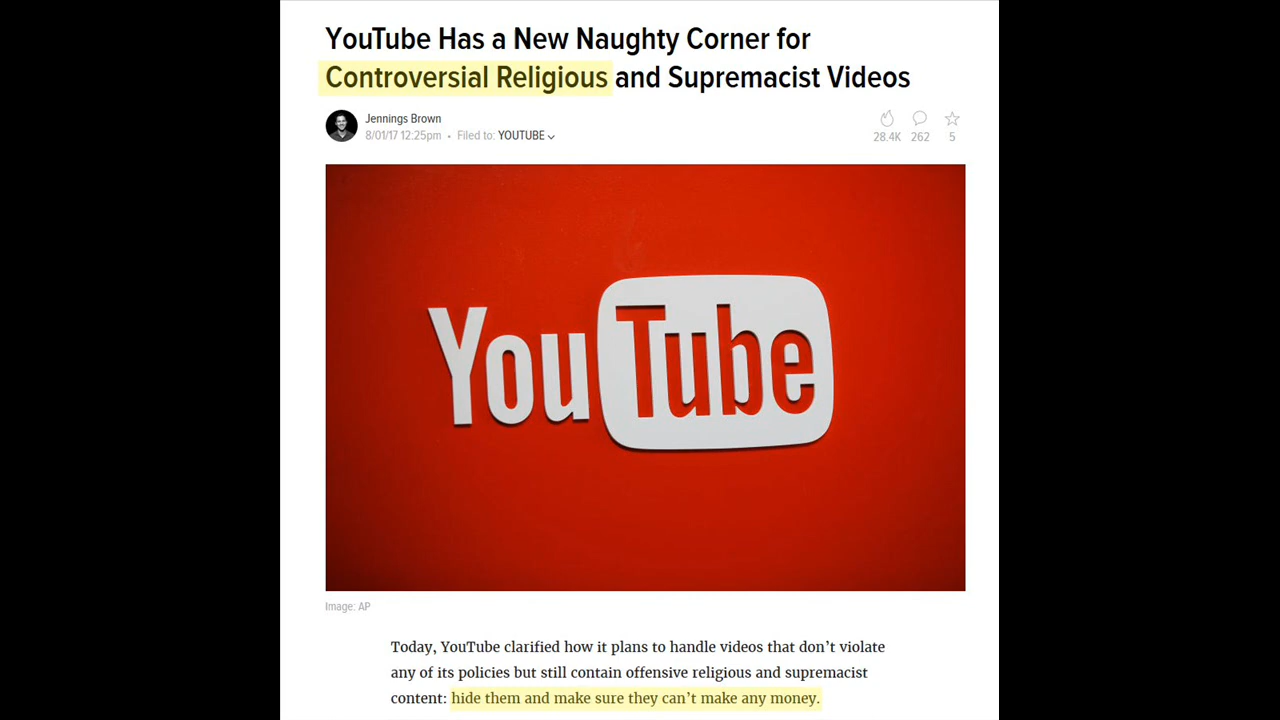 YouTube Has a New Naughty Corner for
Controversial Religious and Supremacist Videos
Jennings Brown
8/01/17 12:25pm • Filed to: YOUTUBE
28.4K 262 5
YouTube
Image: AP
Today, YouTube clarified how it plans to handle videos that don’t violate
any of its policies but still contain offensive religious and supremacist
content: hide them and make sure they can’t make any money.